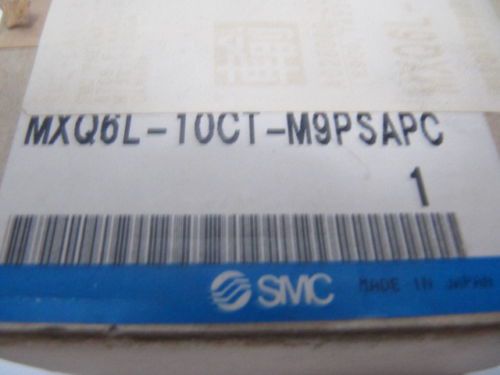 MXQ6L-10CT-M9PSAPC
1
SMC
MADE IN JAPAN